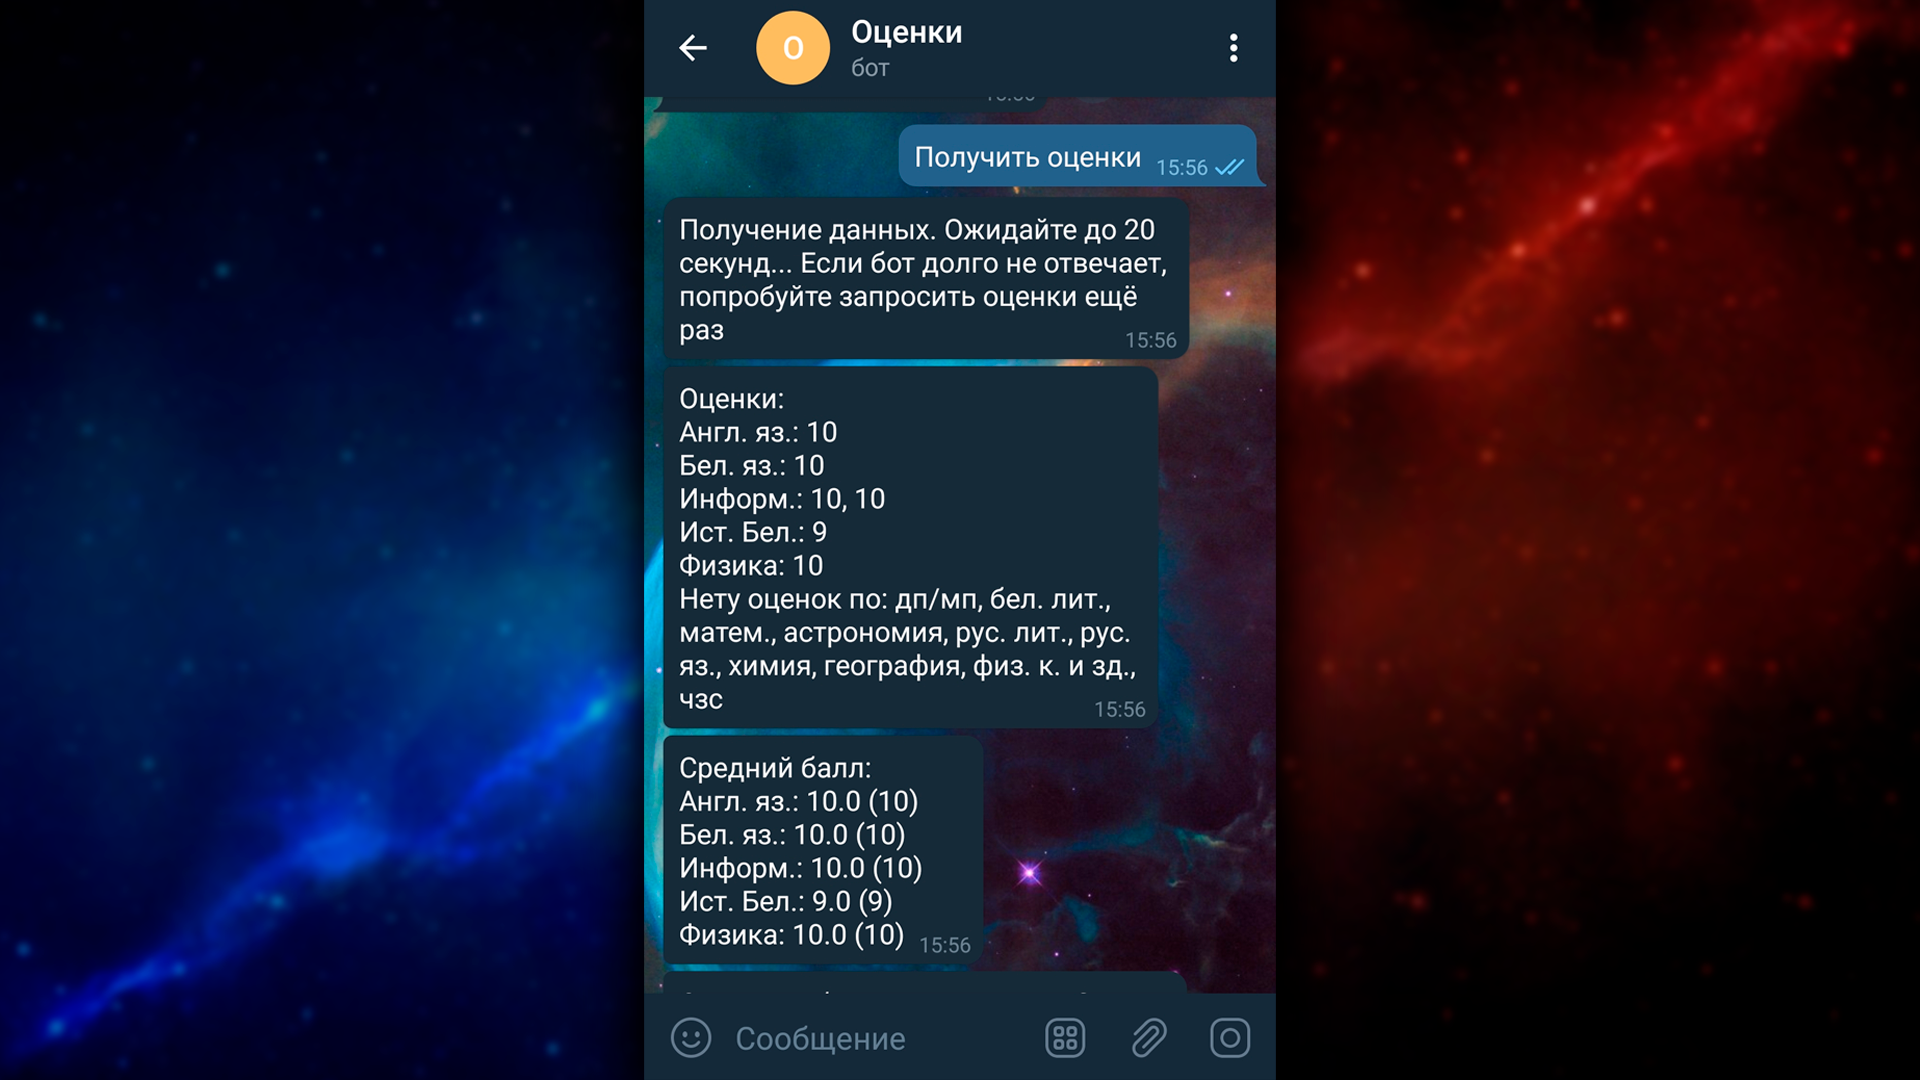 О
Оценки
бот
Получить оценки 15:56
Получение данных. Ожидайте до 20
секунд... Если бот долго не отвечает,
попробуйте запросить оценки ещё
раз 15:56
Оценки:
Англ. яз.: 10
Бел. яз.: 10
Информ.: 10, 10
Ист. Бел.: 9
Физика: 10
Нету оценок по: дп/мп, бел. лит.,
матем., астрономия, рус. лит., рус.
яз., химия, география, физ. к. и зд.,
чзс 15:56
Средний балл:
Англ. яз.: 10.0 (10)
Бел. яз.: 10.0 (10)
Информ.: 10.0 (10)
Ист. Бел.: 9.0 (9)
Физика: 10.0 (10) 15:56
Сообщение